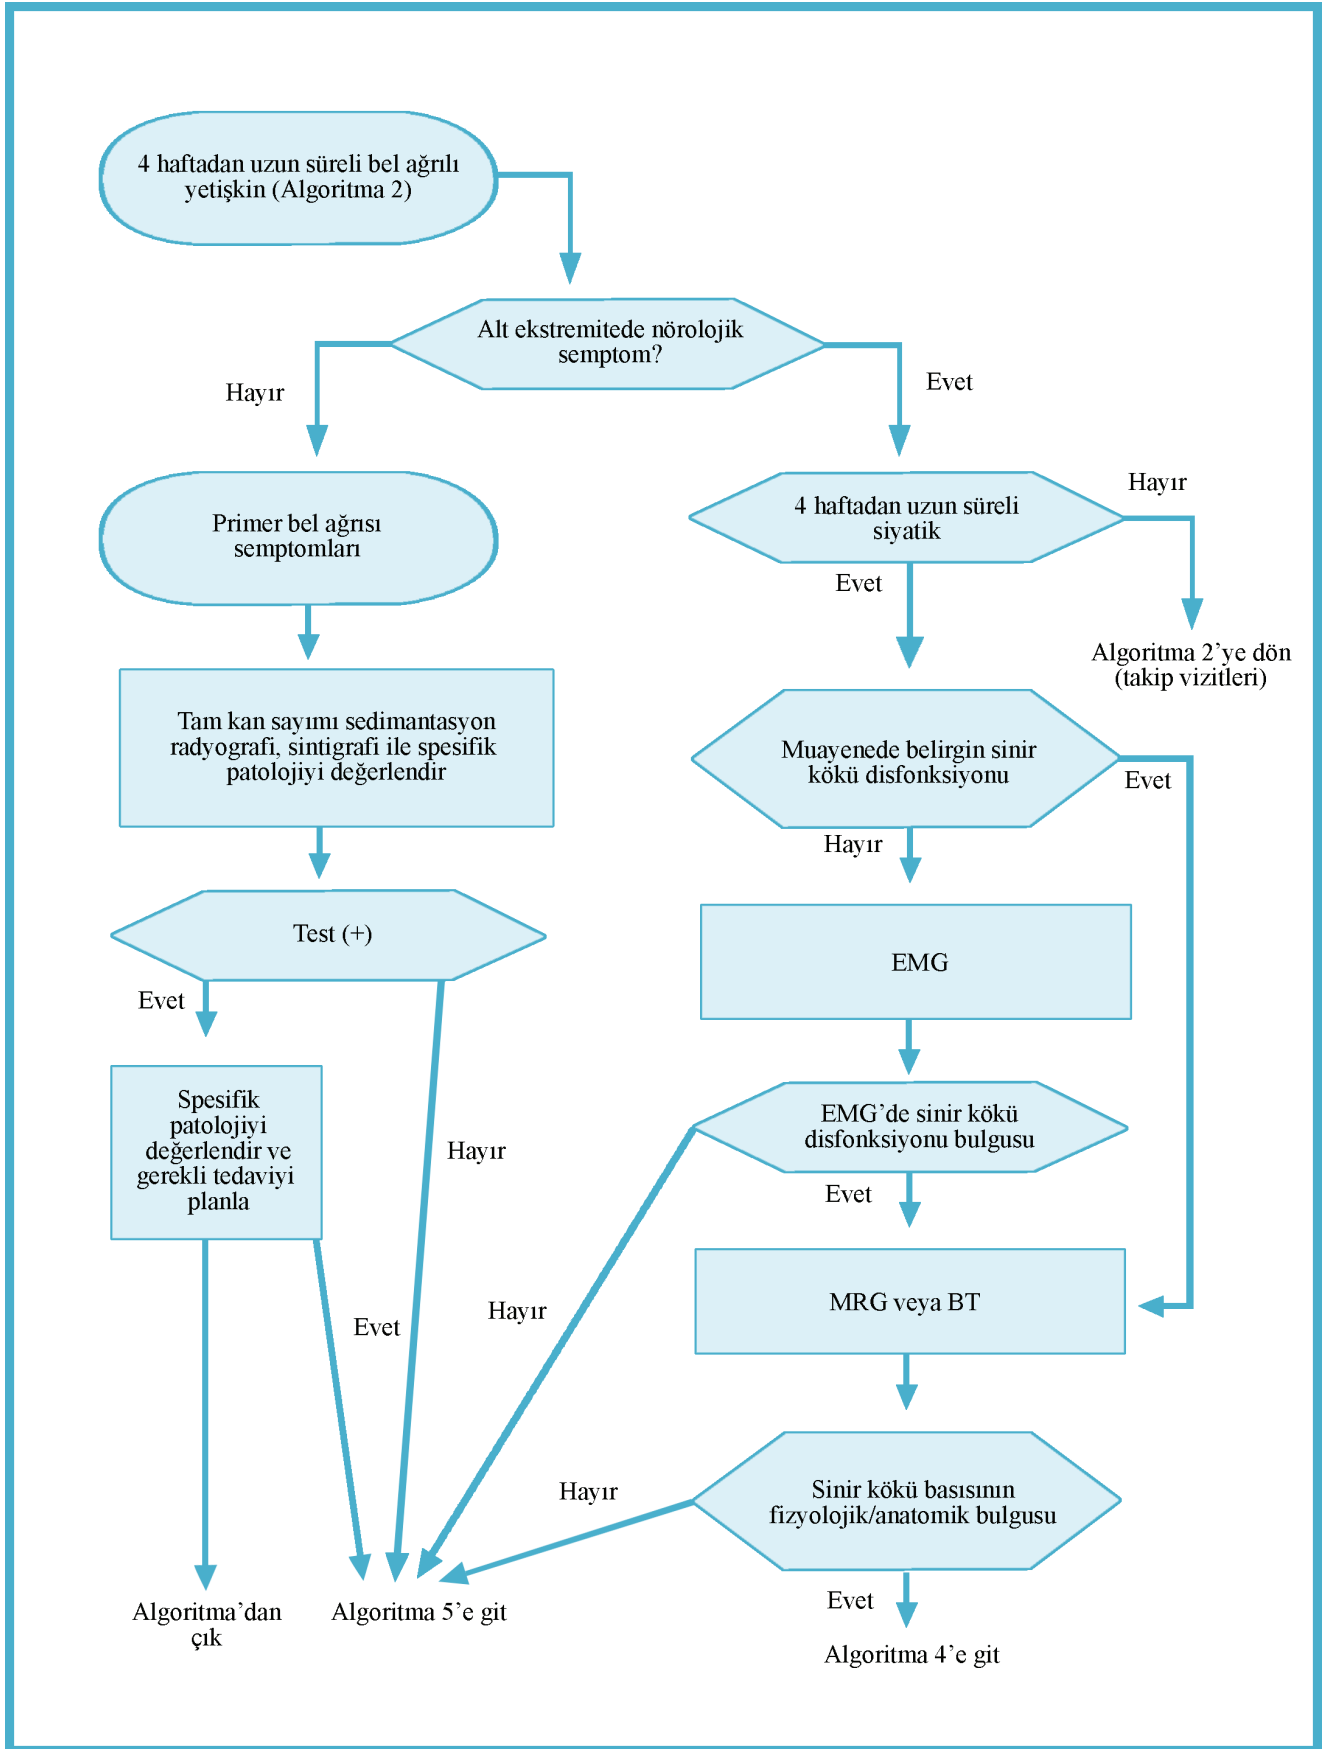 4 haftadan uzun süreli bel ağrılı
yetişkin (Algoritma 2)
Alt ekstremitede nörolojik
semptom?
Hayır
Evet
Primer bel ağrısı
semptomları
4 haftadan uzun süreli
siyatik
Hayır
Evet
Algoritma 2’ye dön
(takip vizitleri)
Tam kan sayımı sedimantasyon
radyografi, sintigrafi ile spesifik
patolojiyi değerlendir
Muayenede belirgin sinir
kökü disfonksiyonu
Evet
Hayır
Test (+)
EMG
Evet
Spesifik
patolojiyi
değerlendir ve
gerekli tedaviyi
planla
Hayır
EMG’de sinir kökü
disfonksiyonu bulgusu
Evet
Hayır
Evet
MRG veya BT
Hayır
Sinir kökü basısının
fizyolojik/anatomik bulgusu
Evet
Algoritma’dan
çık
Algoritma 5’e git
Algoritma 4’e git